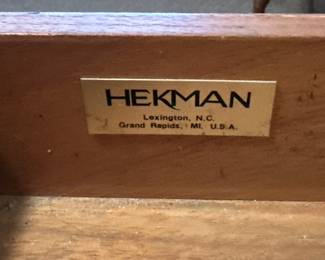 HEKMAN
Lexington, N.C.
Grand Rapids, MI. U.S.A.